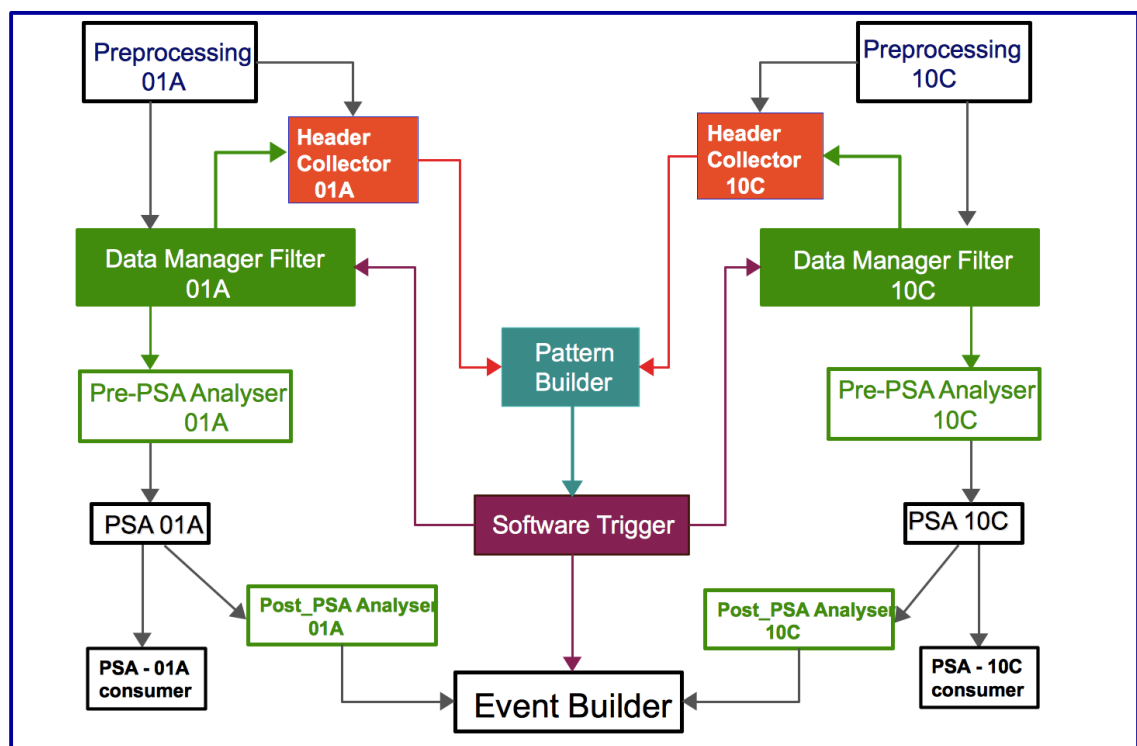 Preprocessing
01A
Preprocessing
10C
Header
Collector
01A
Header
Collector
10C
Data Manager Filter
01A
Data Manager Filter
10C
Pattern
Builder
Pre-PSA Analyser
01A
Pre-PSA Analyser
10C
PSA 01A
Software Trigger
PSA 10C
Post_PSA Analyser
01A
Post_PSA Analyser
10C
PSA - 01A
consumer
Event Builder
PSA - 10C
consumer